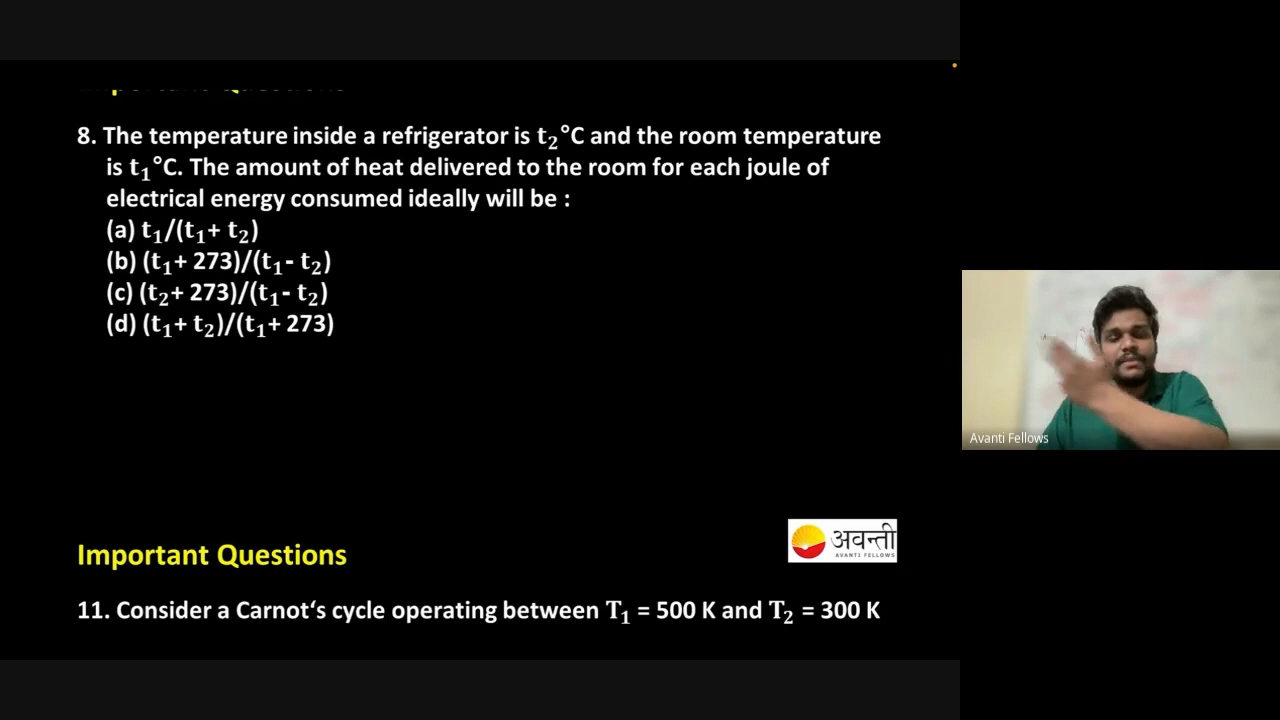 8. The temperature inside a refrigerator is t₂°C and the room temperature
is t₁°C. The amount of heat delivered to the room for each joule of
electrical energy consumed ideally will be :
(a) t₁/(t₁+ t₂)
(b) (t₁+ 273)/(t₁- t₂)
(c) (t₂+ 273)/(t₁- t₂)
(d) (t₁+ t₂)/(t₁+ 273)
Avanti Fellows
अवन्ती
AVANTI FELLOWS
Important Questions
11. Consider a Carnot‘s cycle operating between T₁ = 500 K and T₂ = 300 K